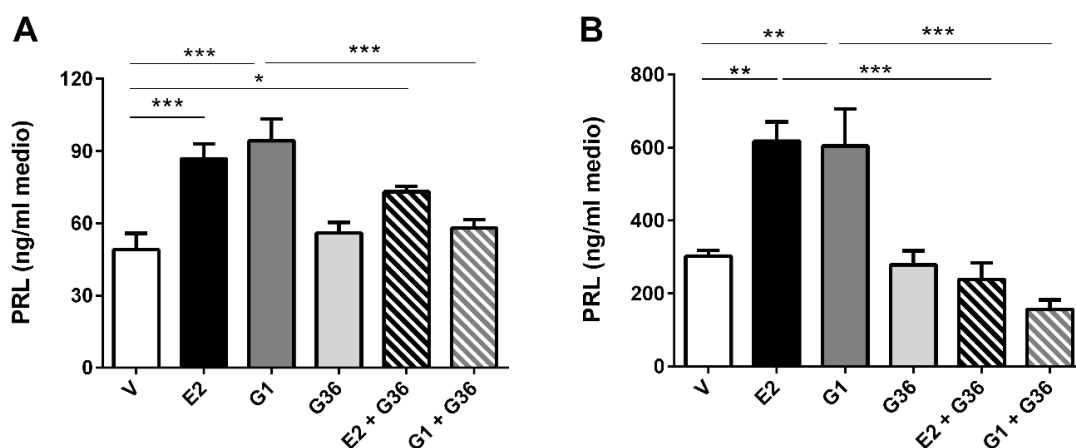 A
*** ***
*
***
PRL (ng/ml medio)
120
90
60
30
0
V E2 G1 G36 E2 + G36 G1 + G36
B
** ***
** ***
PRL (ng/ml medio)
800
600
400
200
0
V E2 G1 G36 E2 + G36 G1 + G36